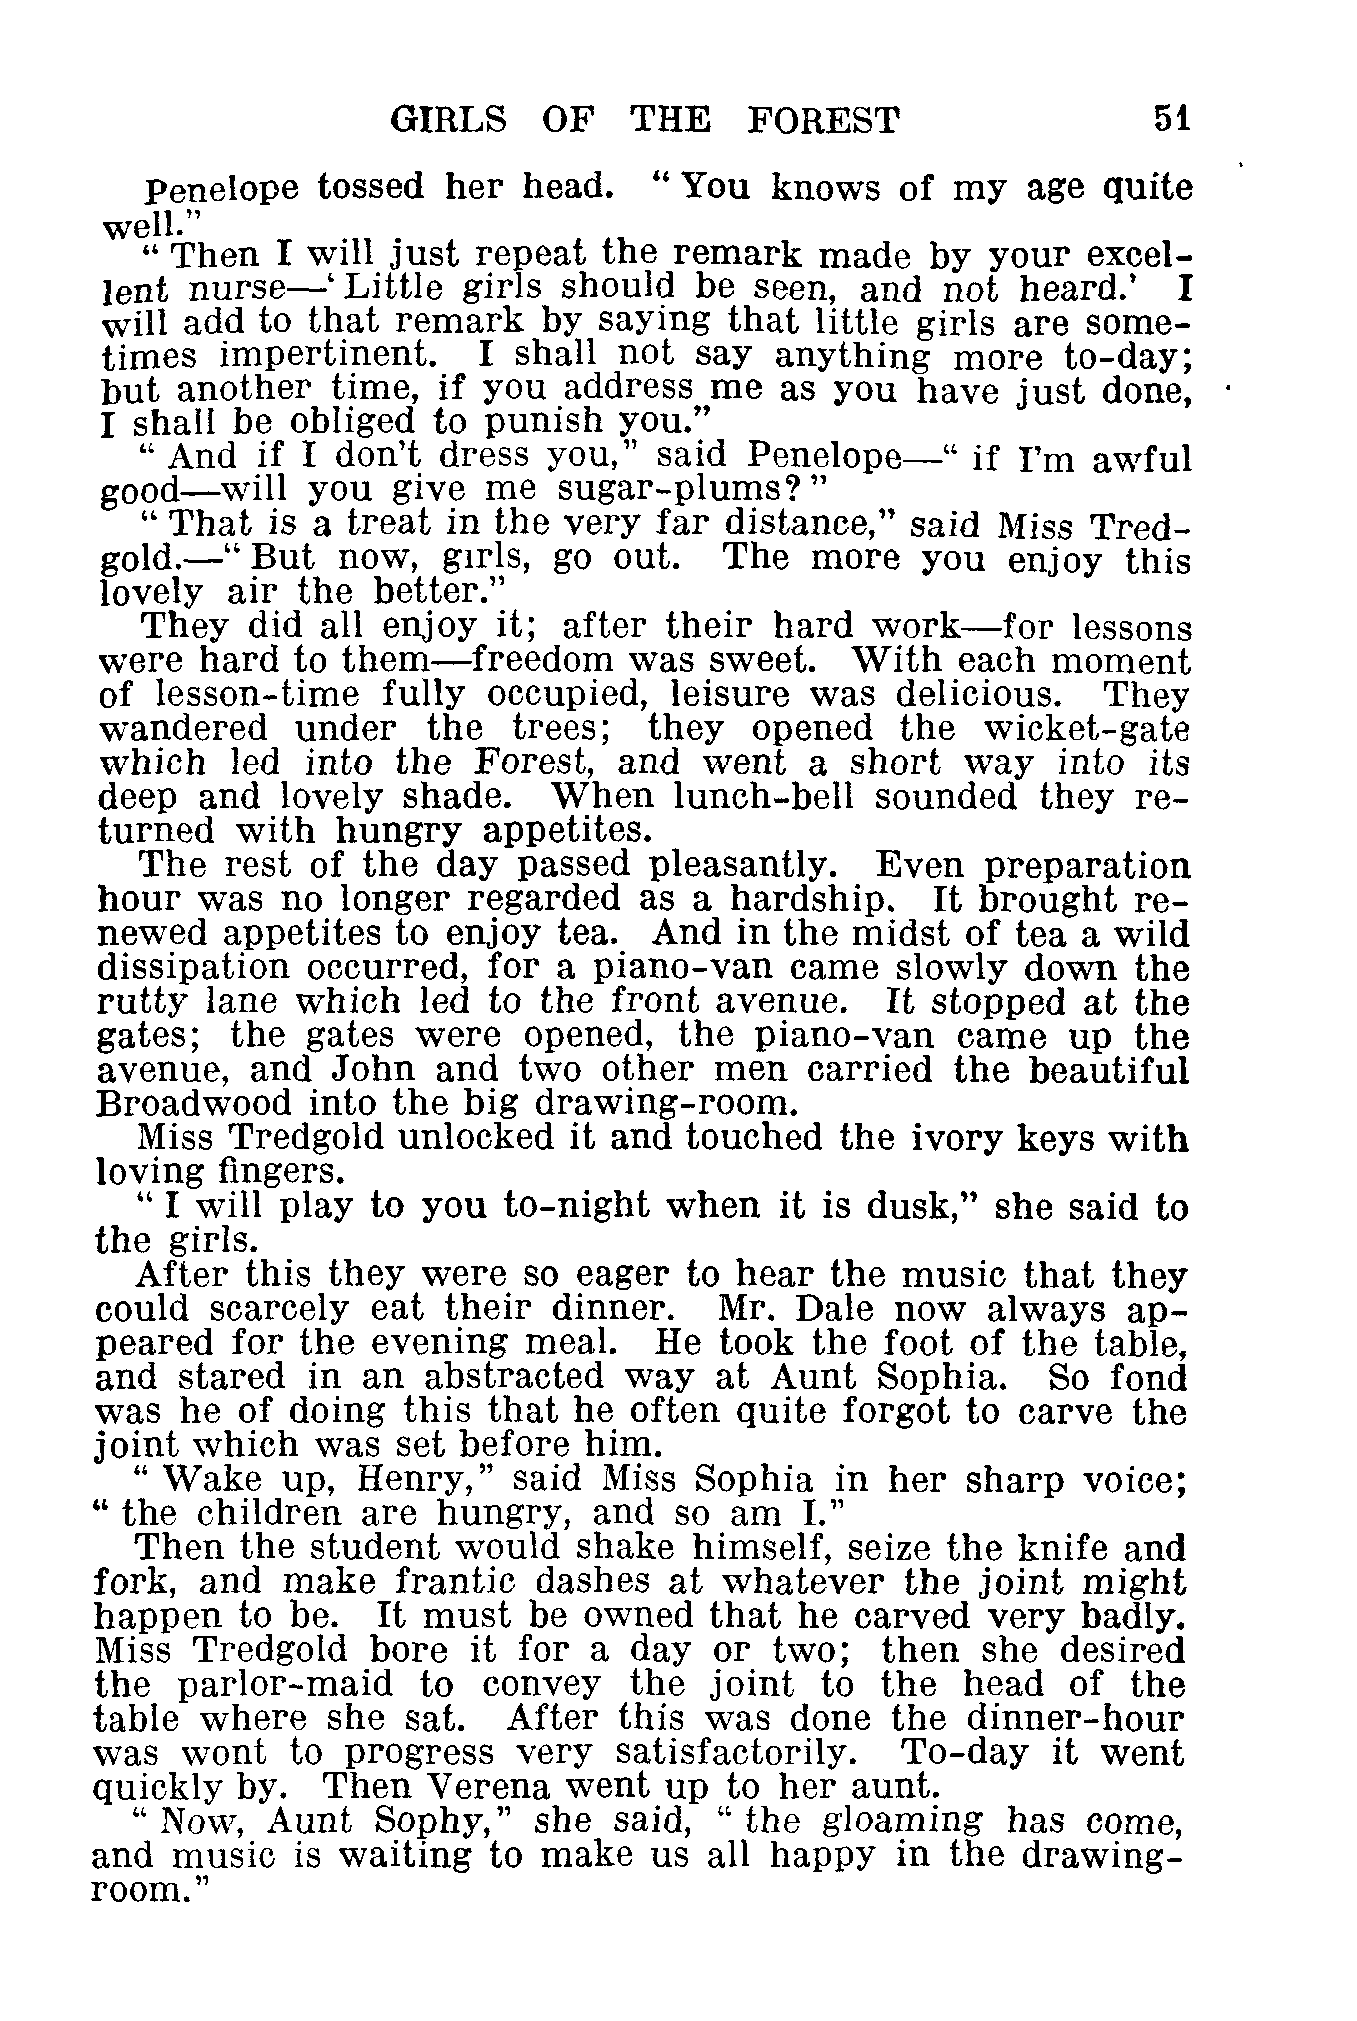 GIRLS OF THE FOREST 51
Penelope tossed her head. "You knows of my age quite
well."
"Then I will just repeat the remark made by your excel-
lent nurse—'Little girls should be seen, and not heard.' I
will add to that remark by saying that little girls are some-
times impertinent. I shall not say anything more to-day;
but another time, if you address me as you have just done,
I shall be obliged to punish you."
"And if I don't dress you," said Penelope—"if I'm awful
good—will you give me sugar-plums?"
"That is a treat in the very far distance," said Miss Tred-
gold.—"But now, girls, go out. The more you enjoy this
lovely air the better."
They did all enjoy it; after their hard work—for lessons
were hard to them—freedom was sweet. With each moment
of lesson-time fully occupied, leisure was delicious. They
wandered under the trees; they opened the wicket-gate
which led into the Forest, and went a short way into its
deep and lovely shade. When lunch-bell sounded they re-
turned with hungry appetites.
The rest of the day passed pleasantly. Even preparation
hour was no longer regarded as a hardship. It brought re-
newed appetites to enjoy tea. And in the midst of tea a wild
dissipation occurred, for a piano-van came slowly down the
rutty lane which led to the front avenue. It stopped at the
gates; the gates were opened, the piano-van came up the
avenue, and John and two other men carried the beautiful
Broadwood into the big drawing-room.
Miss Tredgold unlocked it and touched the ivory keys with
loving fingers.
"I will play to you to-night when it is dusk," she said to
the girls.
After this they were so eager to hear the music that they
could scarcely eat their dinner. Mr. Dale now always ap-
peared for the evening meal. He took the foot of the table,
and stared in an abstracted way at Aunt Sophia. So fond
was he of doing this that he often quite forgot to carve the
joint which was set before him.
"Wake up, Henry," said Miss Sophia in her sharp voice;
"the children are hungry, and so am I."
Then the student would shake himself, seize the knife and
fork, and make frantic dashes at whatever the joint might
happen to be. It must be owned that he carved very badly.
Miss Tredgold bore it for a day or two; then she desired
the parlor-maid to convey the joint to the head of the
table where she sat. After this was done the dinner-hour
was wont to progress very satisfactorily. To-day it went
quickly by. Then Verena went up to her aunt.
"Now, Aunt Sophy," she said, "the gloaming has come,
and music is waiting to make us all happy in the drawing-
room."